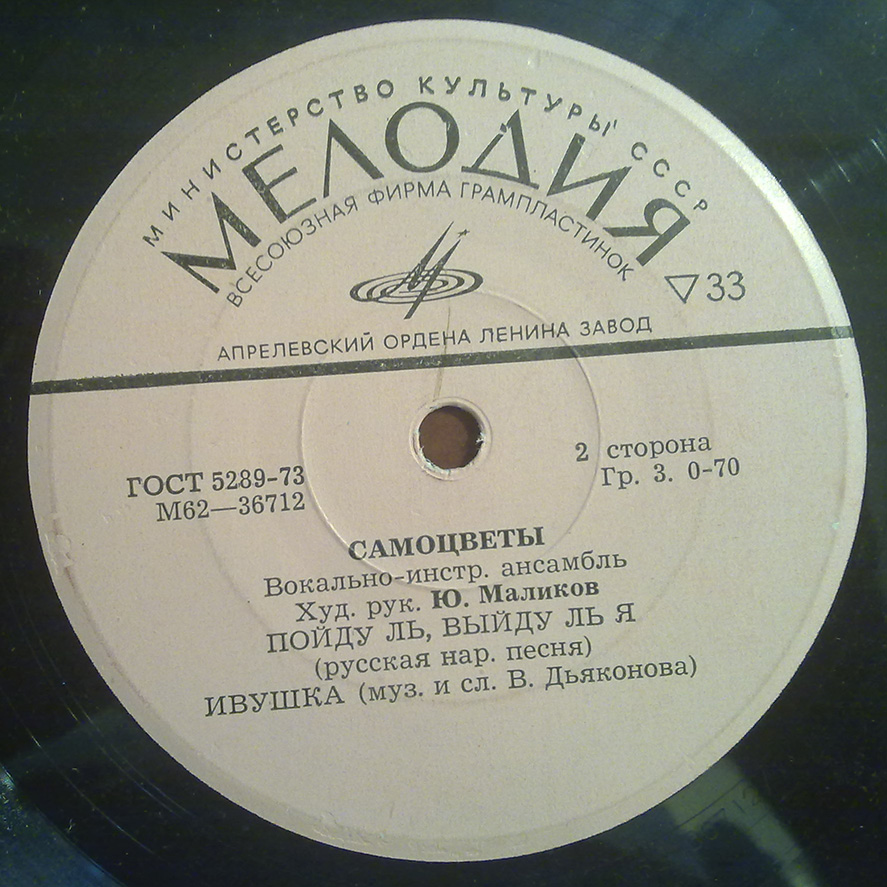 МИНИСТЕРСТВО КУЛЬТУРЫ СССР
МЕЛОДИЯ
ВСЕСОЮЗНАЯ ФИРМА ГРАМПЛАСТИНОК
33
АПРЕЛЕВСКИЙ ОРДЕНА ЛЕНИНА ЗАВОД
ГОСТ 5289-73
М62—36712
2 сторона
Гр. 3. 0-70
САМОЦВЕТЫ
Вокально-инстр. ансамбль
Худ. рук. Ю. Маликов
ПОЙДУ ЛЬ, ВЫЙДУ ЛЬ Я
(русская нар. песня)
ИВУШКА (муз. и сл. В. Дьяконова)